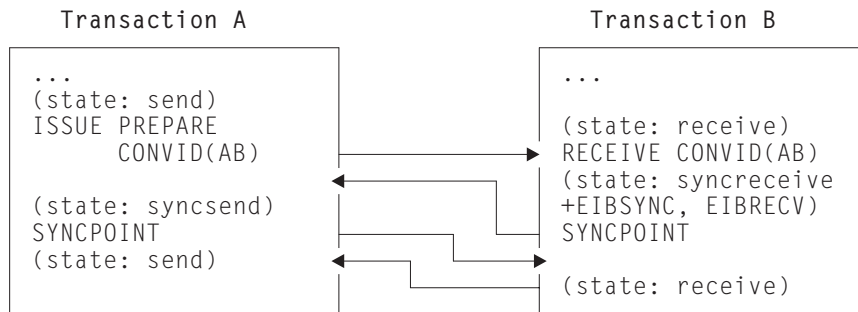 Transaction A
...
(state: send)
ISSUE PREPARE
CONVID(AB)
(state: syncsend)
SYNCPOINT
(state: send)
Transaction B
...
(state: receive)
RECEIVE CONVID(AB)
(state: syncreceive
+EIBSYNC, EIBRECV)
SYNCPOINT
(state: receive)